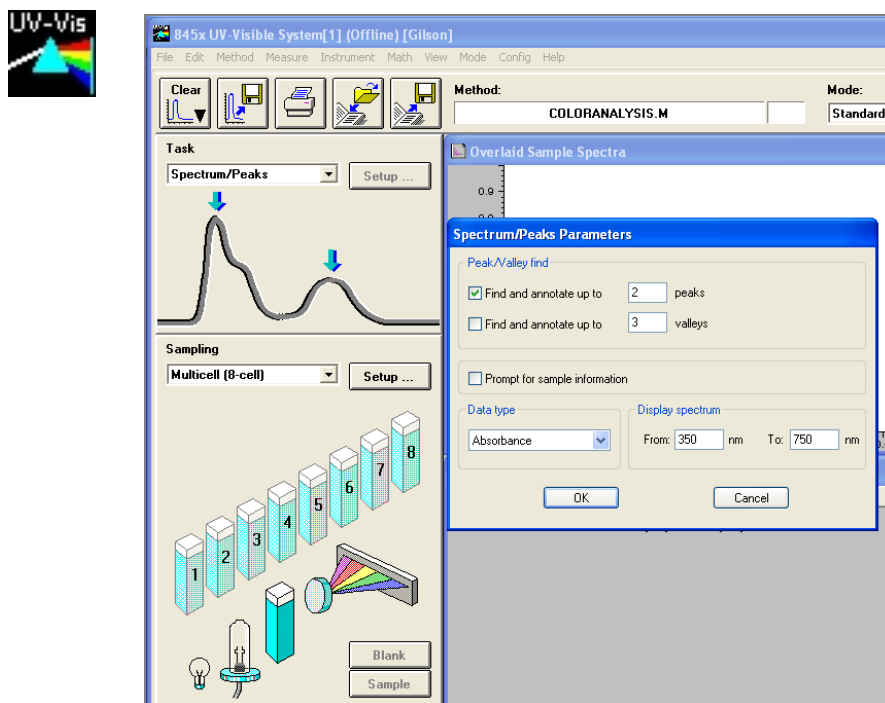 UV-Vis
845x UV-Visible System[1] (Offline) [Gilson]
File Edit Method Measure Instrument Math View Mode Config Help
Clear
Method:
COLORANALYSIS.M
Mode:
Standard
Task
Spectrum/Peaks
Setup ...
Overlaid Sample Spectra
0.9
Spectrum/Peaks Parameters
Peak/Valley find
Find and annotate up to 2 peaks
Find and annotate up to 3 valleys
Prompt for sample information
Data type
Absorbance
Display spectrum
From: 350 nm To: 750 nm
OK
Cancel
Sampling
Multicell (8-cell)
Setup ...
1
2
3
4
5
6
7
8
Blank
Sample